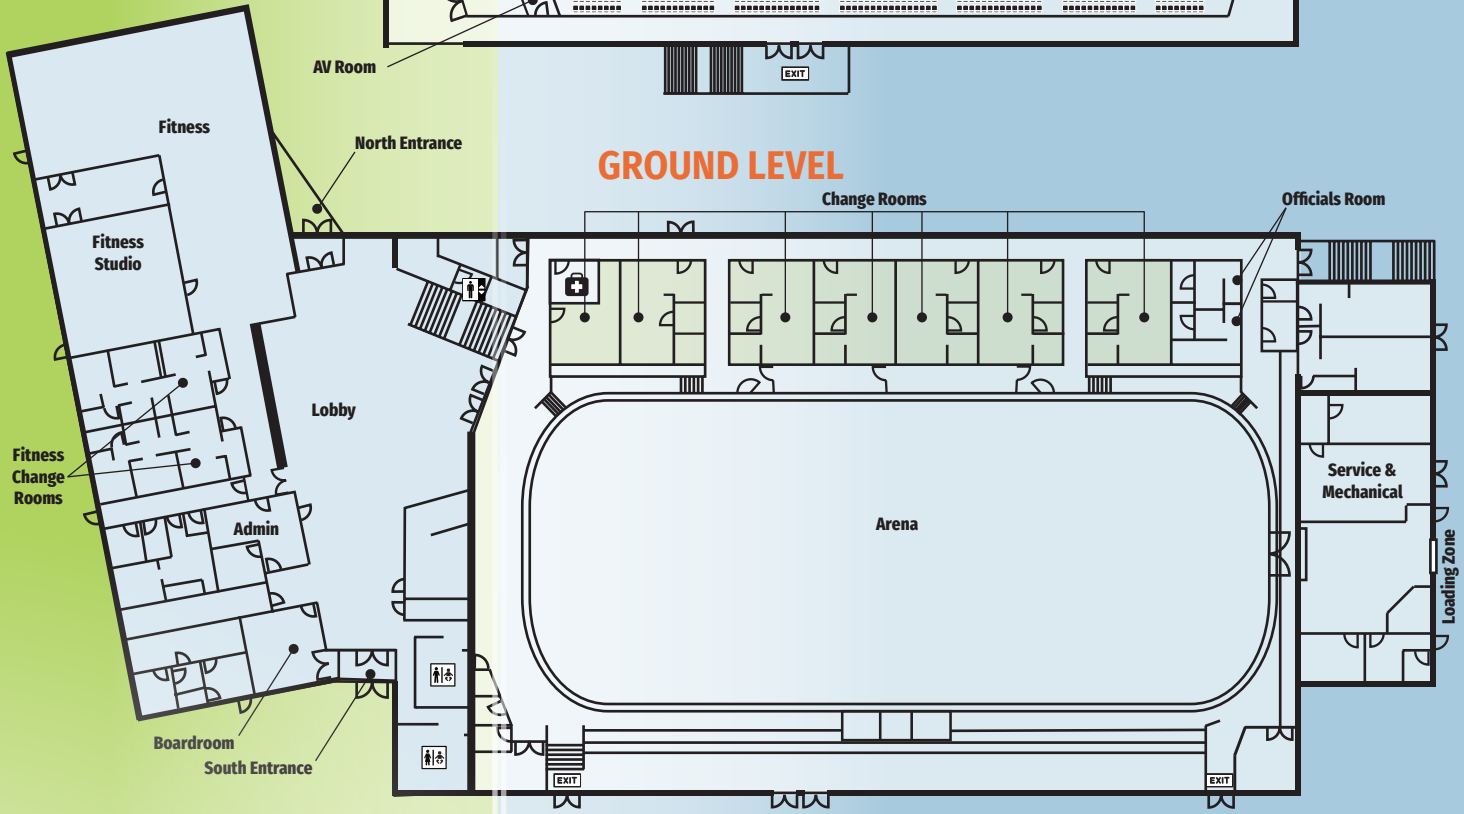 AV Room
EXIT
Fitness
North Entrance
GROUND LEVEL
Change Rooms
Officials Room
Fitness
Studio
Lobby
Fitness
Change
Rooms
Service &
Mechanical
Arena
Admin
Loading Zone
Boardroom
South Entrance
EXIT
EXIT